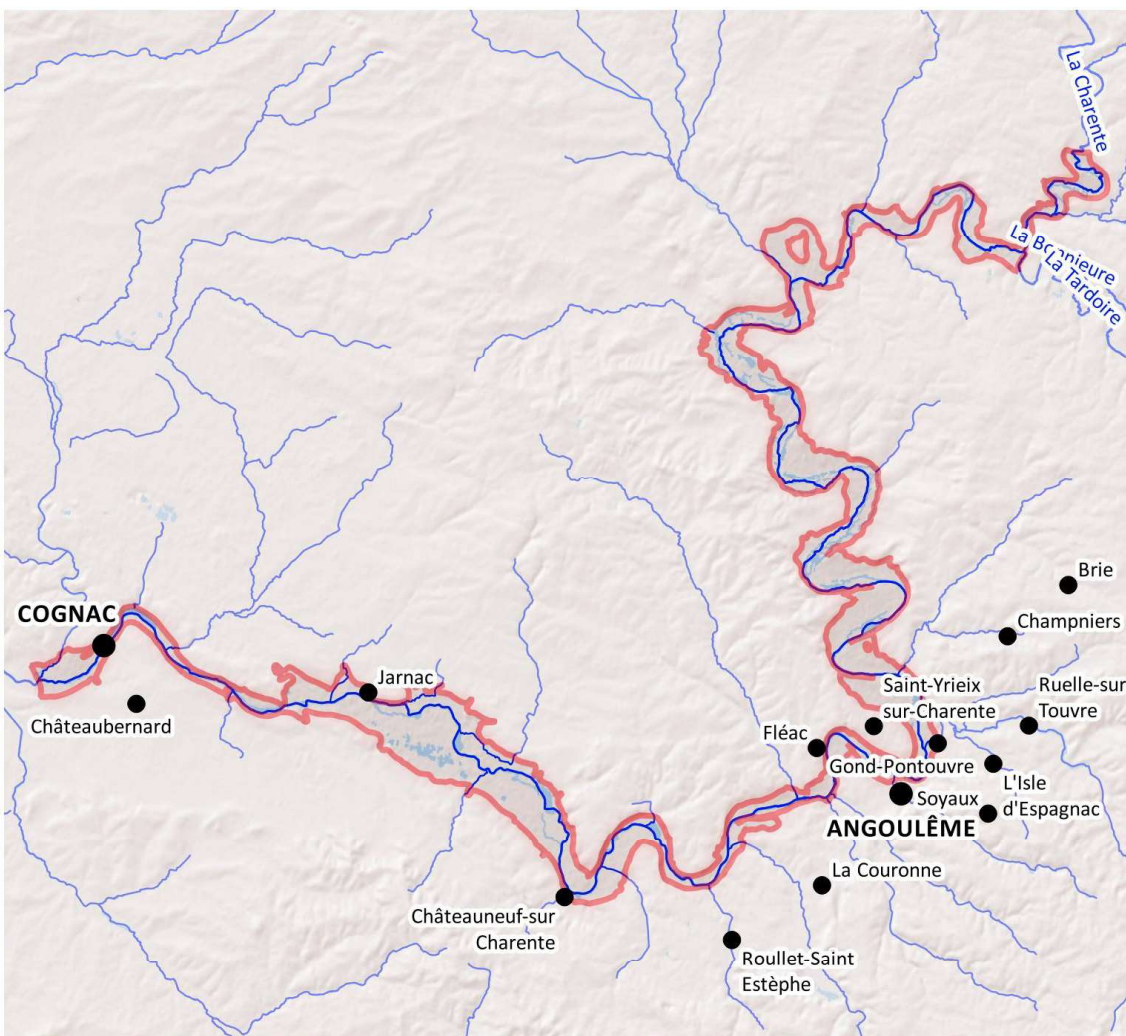 La Charente
La Bonnieure
La Tardoire
Brie
COGNAC
Champniers
Jarnac
Saint-Yrieix
sur-Charente
Ruelle-sur
Touvre
Châteaubernard
Fléac
Gond-Pontouvre
L'Isle
d'Espagnac
Soyaux
ANGOULÊME
La Couronne
Châteauneuf-sur
Charente
Roullet-Saint
Estèphe